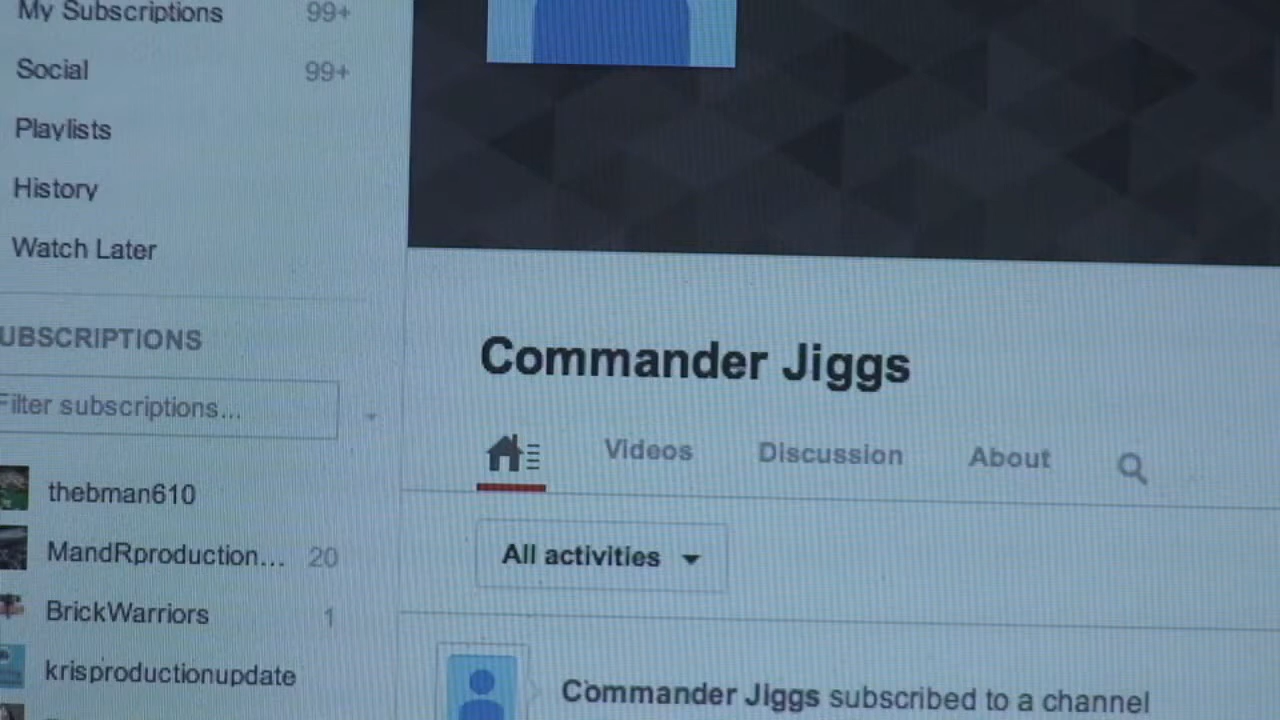 My Subscriptions 99+
Social 99+
Playlists
History
Watch Later
UBSCRIPTIONS
Filter subscriptions...
thebman610
MandRproduction... 20
BrickWarriors 1
krisproductionupdate
Commander Jiggs
Videos Discussion About
All activities
Commander Jiggs subscribed to a channel